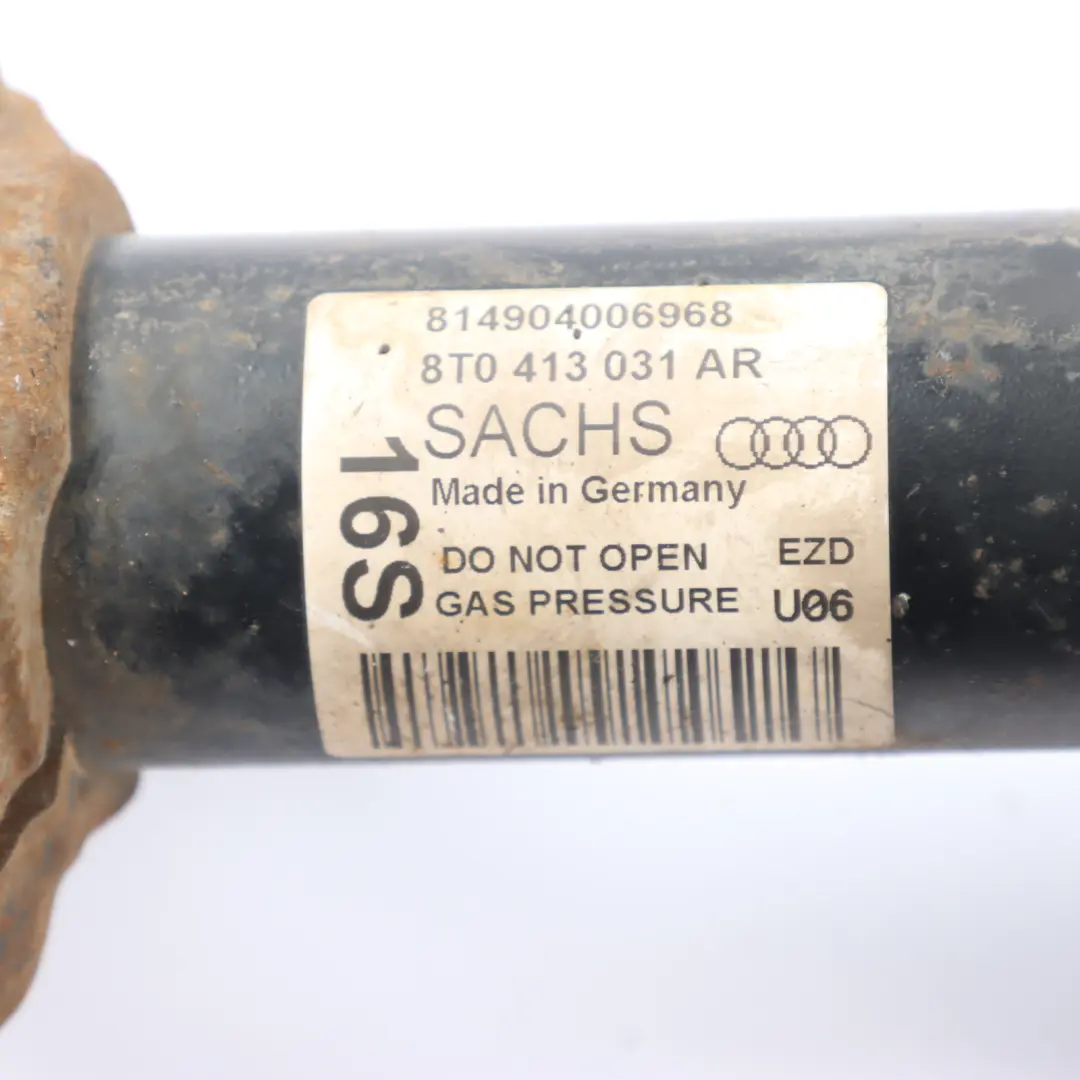 814904006968
8T0 413 031 AR
SACHS
Made in Germany
16S
DO NOT OPEN EZD
GAS PRESSURE U06